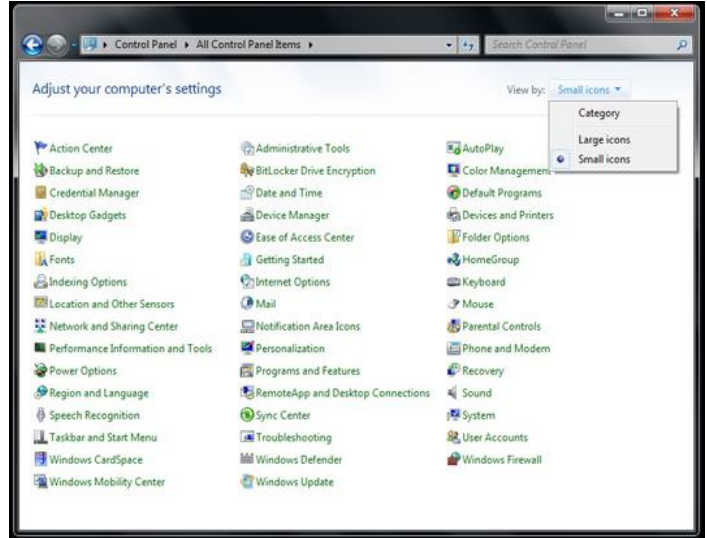 Control Panel All Control Panel Items Search Control Panel
Adjust your computer's settings View by: Small icons
Category
Large icons
Small icons
Action Center Administrative Tools AutoPlay
Backup and Restore BitLocker Drive Encryption Color Management
Credential Manager Date and Time Default Programs
Desktop Gadgets Device Manager Devices and Printers
Display Ease of Access Center Folder Options
Fonts Getting Started HomeGroup
Indexing Options Internet Options Keyboard
Location and Other Sensors Mail Mouse
Network and Sharing Center Notification Area Icons Parental Controls
Performance Information and Tools Personalization Phone and Modem
Power Options Programs and Features Recovery
Region and Language RemoteApp and Desktop Connections Sound
Speech Recognition Sync Center System
Taskbar and Start Menu Troubleshooting User Accounts
Windows CardSpace Windows Defender Windows Firewall
Windows Mobility Center Windows Update